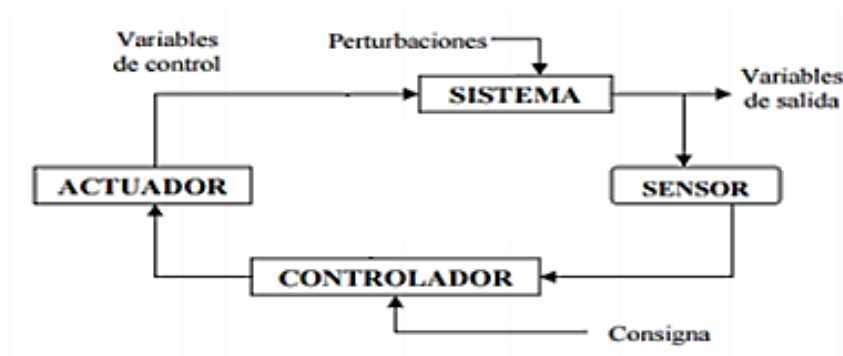 Variables
de control
Perturbaciones
SISTEMA
Variables
de salida
ACTUADOR
SENSOR
CONTROLADOR
Consigna